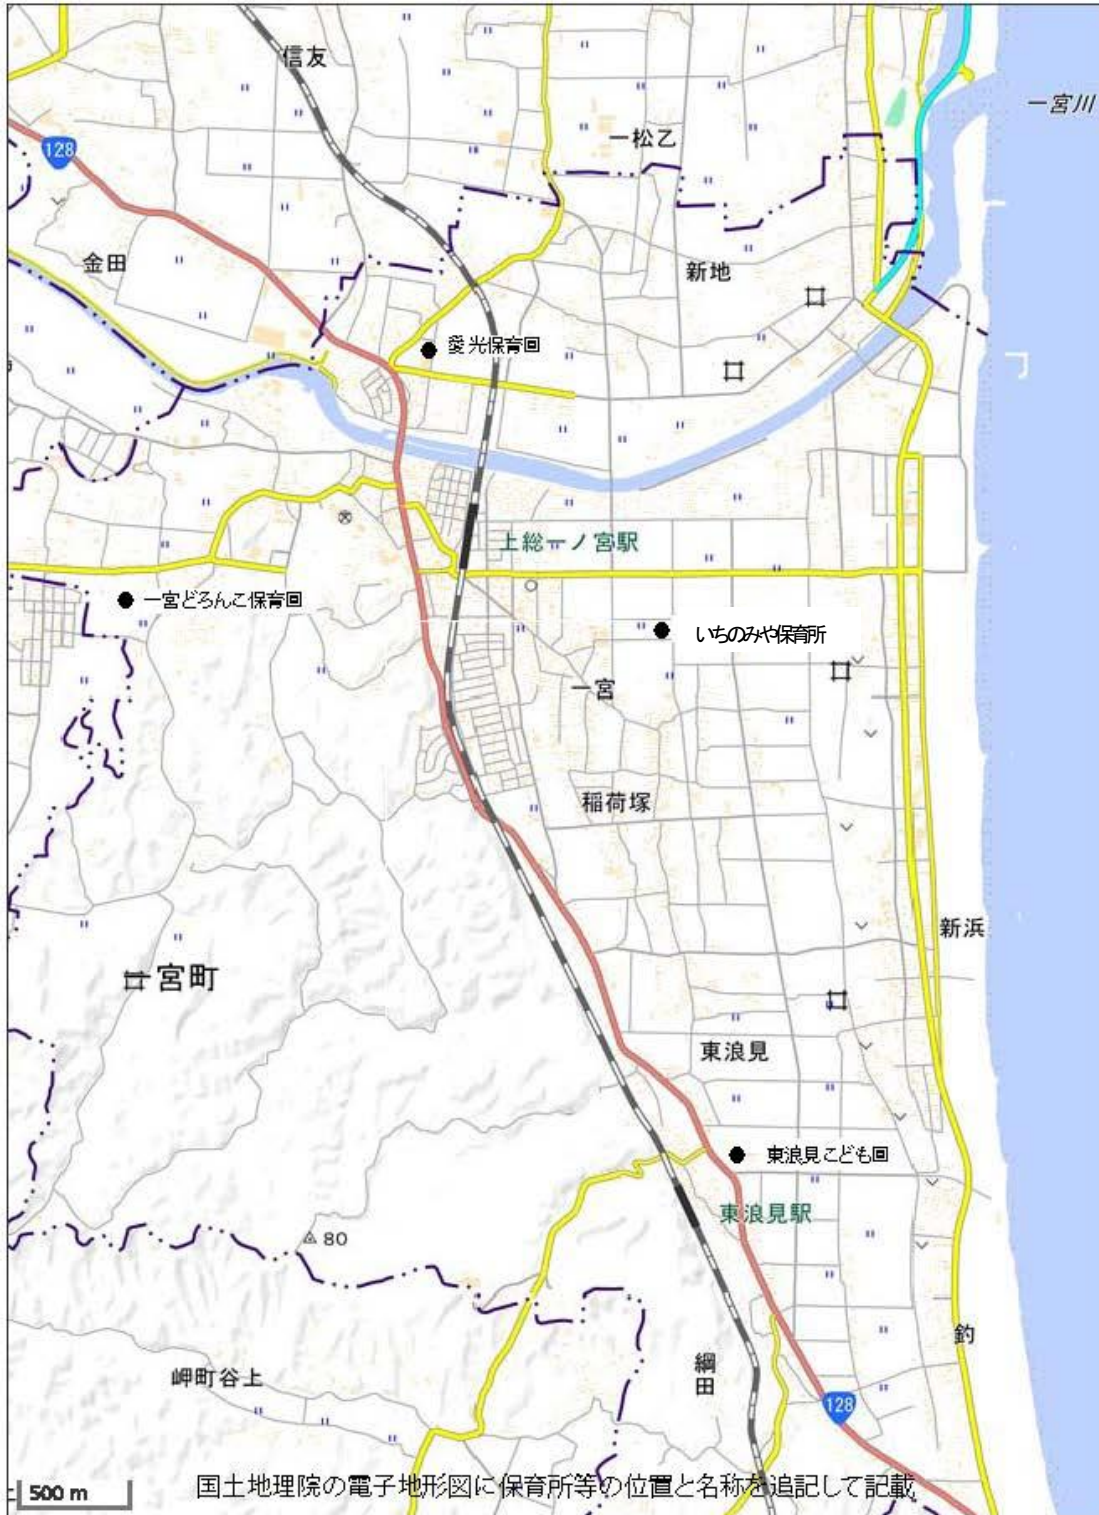 信友
一宮川
128
一松乙
金田
新地
愛光保育園
上総一ノ宮駅
一宮どろんこ保育園
いちのみや保育所
一宮
稲荷塚
新浜
一宮町
東浪見
東浪見こども園
東浪見駅
80
釣
綱田
岬町谷上
128
500 m
国土地理院の電子地形図に保育所等の位置と名称を追記して記載